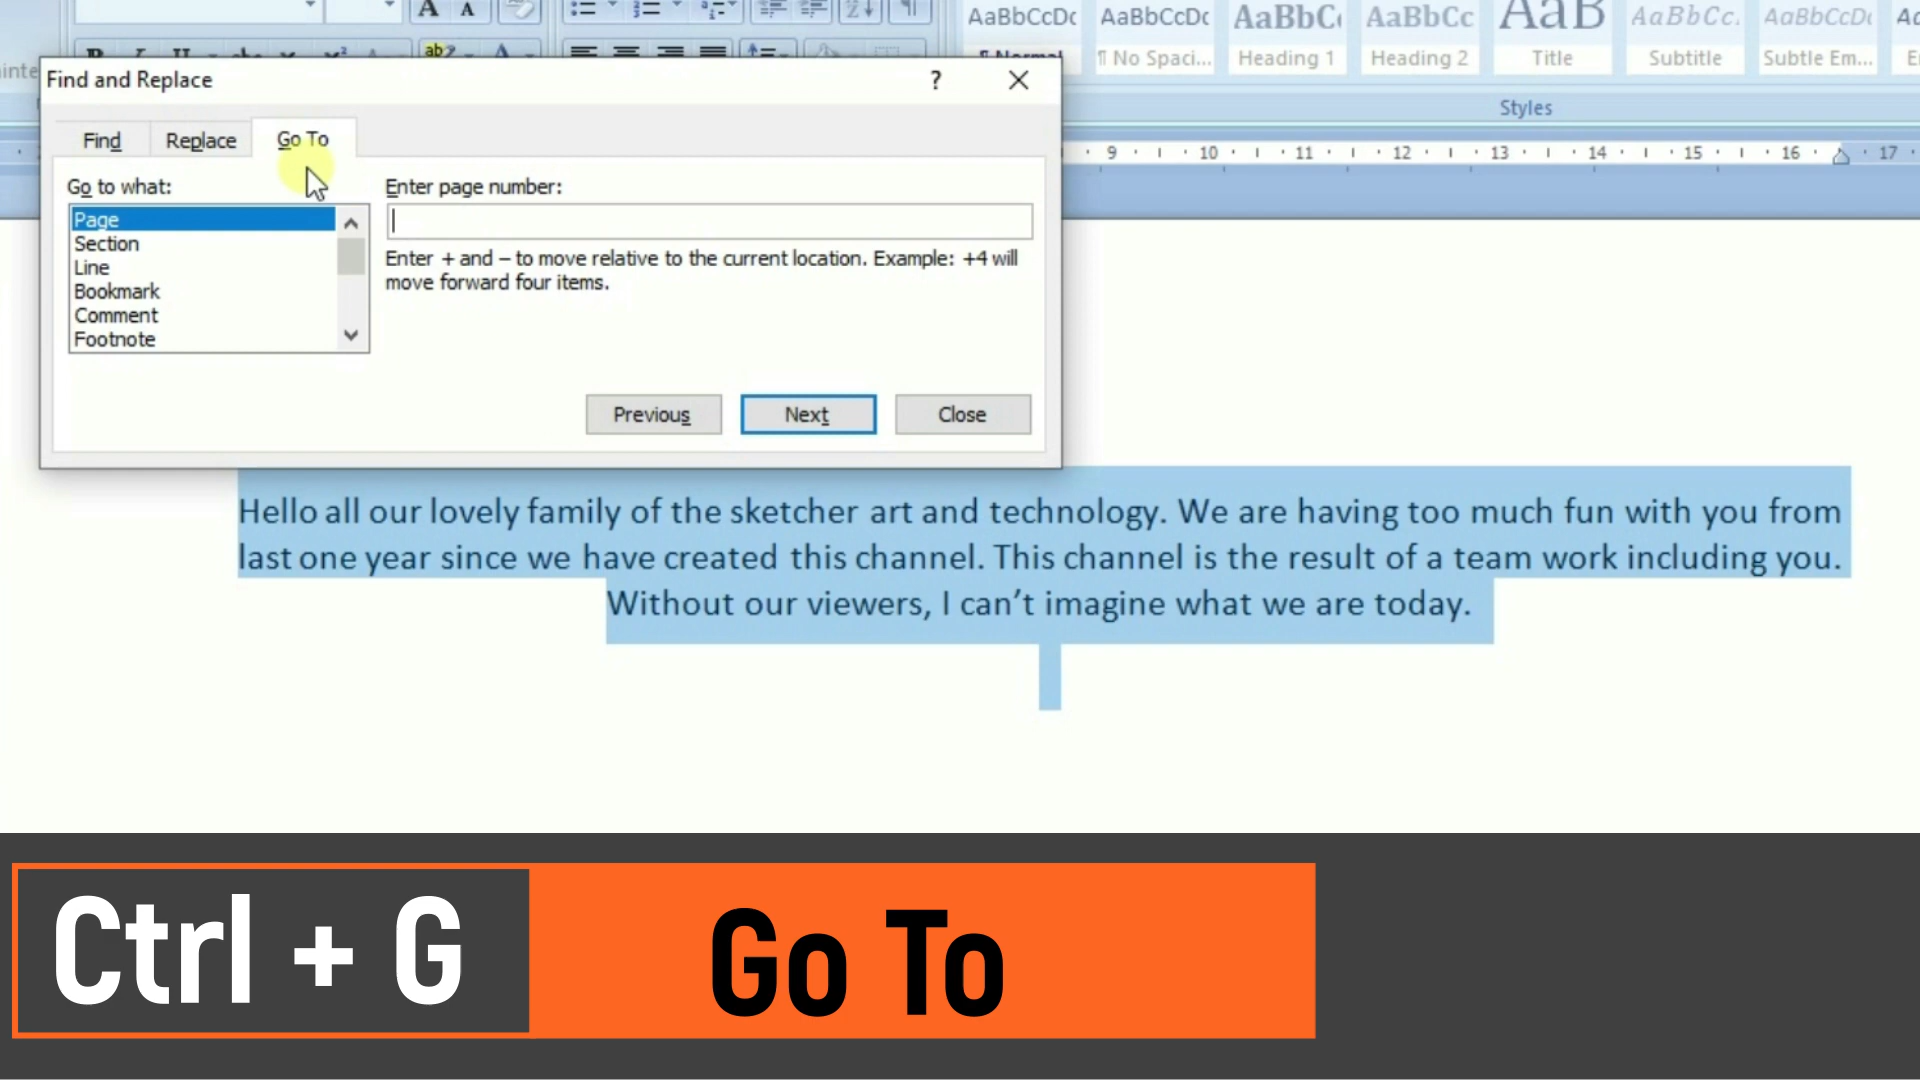 AaBbCcDc AaBbCcDc AaBbC AaBbCc AaB AaBbCc. AaBbCcDc
¶ Normal ¶ No Spaci... Heading 1 Heading 2 Title Subtitle Subtle Em...
Styles
9 10 11 12 13 14 15 16 17
Find and Replace ?
Find Replace Go To
Go to what: Enter page number:
Page
Section
Line
Bookmark
Comment
Footnote
Enter + and – to move relative to the current location. Example: +4 will
move forward four items.
Previous Next Close
Hello all our lovely family of the sketcher art and technology. We are having too much fun with you from
last one year since we have created this channel. This channel is the result of a team work including you.
Without our viewers, I can’t imagine what we are today.
Ctrl + G Go To